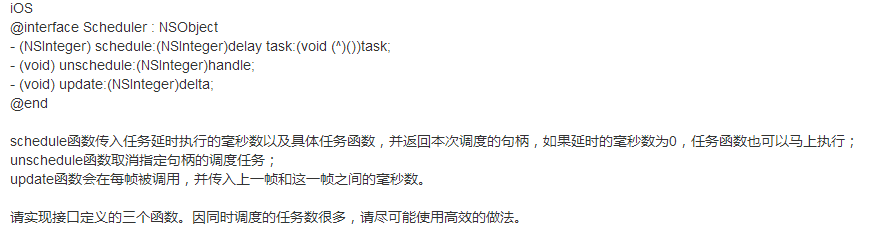 iOS
@interface Scheduler : NSObject
- (NSInteger) schedule:(NSInteger)delay task:(void (^)())task;
- (void) unschedule:(NSInteger)handle;
- (void) update:(NSInteger)delta;
@end
schedule函数传入任务延时执行的毫秒数以及具体任务函数，并返回本次调度的句柄，如果延时的毫秒数为0，任务函数也可以马上执行；
unschedule函数取消指定句柄的调度任务；
update函数会在每帧被调用，并传入上一帧和这一帧之间的毫秒数。
请实现接口定义的三个函数。因同时调度的任务数很多，请尽可能使用高效的做法。